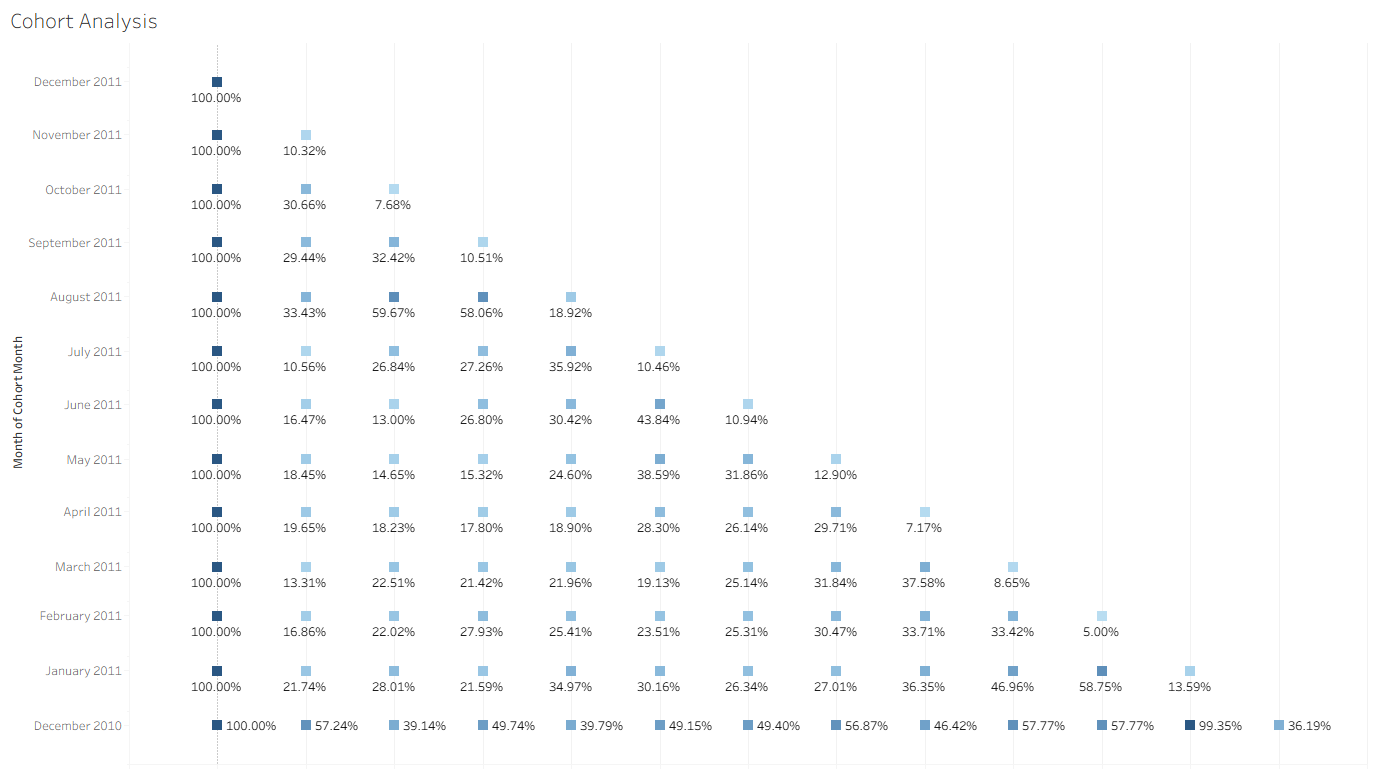 Cohort Analysis
December 2011
100.00%
November 2011
100.00% 10.32%
October 2011
100.00% 30.66% 7.68%
September 2011
100.00% 29.44% 32.42% 10.51%
August 2011
100.00% 33.43% 59.67% 58.06% 18.92%
Month of Cohort Month
July 2011
100.00% 10.56% 26.84% 27.26% 35.92% 10.46%
June 2011
100.00% 16.47% 13.00% 26.80% 30.42% 43.84% 10.94%
May 2011
100.00% 18.45% 14.65% 15.32% 24.60% 38.59% 31.86% 12.90%
April 2011
100.00% 19.65% 18.23% 17.80% 18.90% 28.30% 26.14% 29.71% 7.17%
March 2011
100.00% 13.31% 22.51% 21.42% 21.96% 19.13% 25.14% 31.84% 37.58% 8.65%
February 2011
100.00% 16.86% 22.02% 27.93% 25.41% 23.51% 25.31% 30.47% 33.71% 33.42% 5.00%
January 2011
100.00% 21.74% 28.01% 21.59% 34.97% 30.16% 26.34% 27.01% 36.35% 46.96% 58.75% 13.59%
December 2010 100.00% 57.24% 39.14% 49.74% 39.79% 49.15% 49.40% 56.87% 46.42% 57.77% 57.77% 99.35% 36.19%